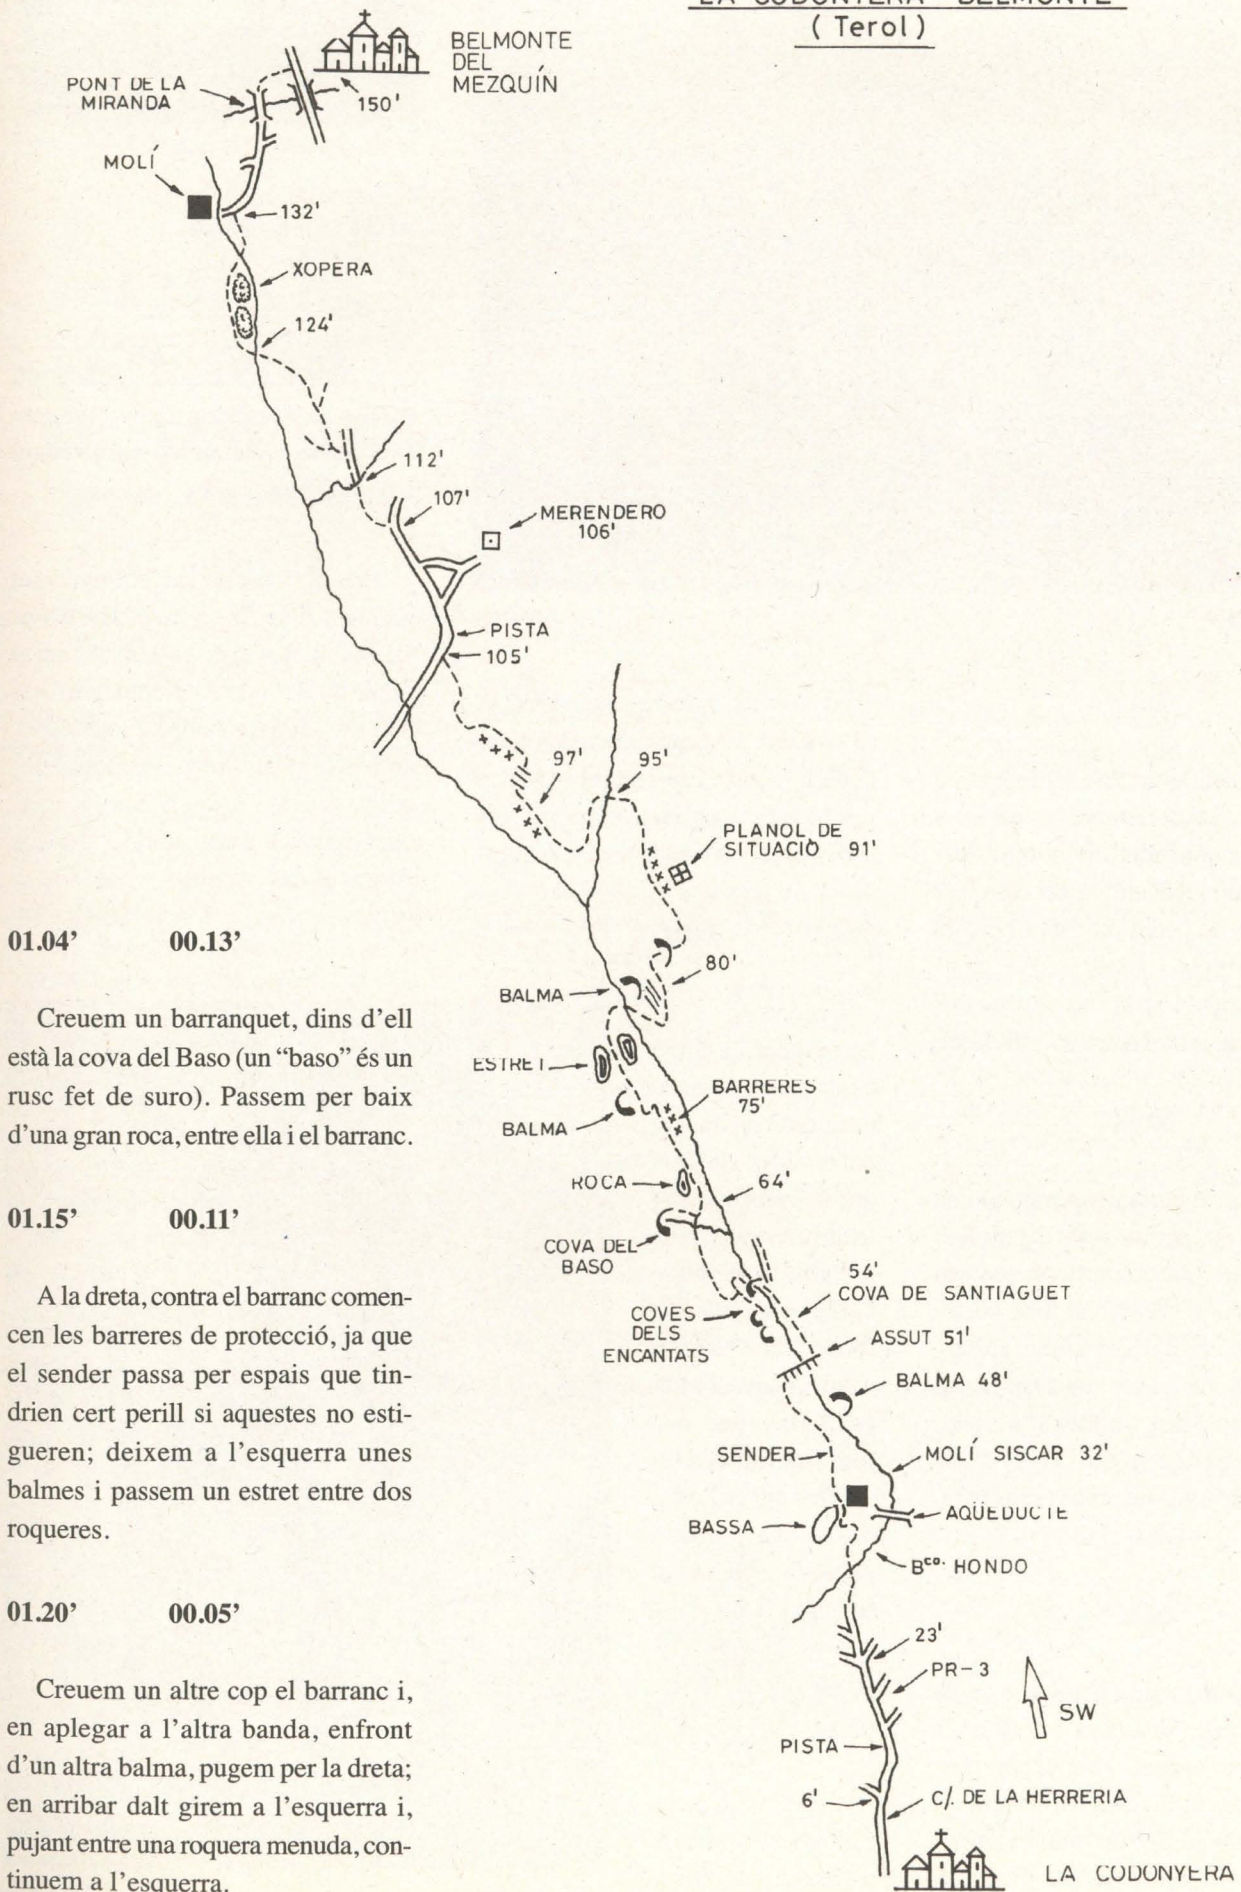 LA CODONYERA - BELMONTE
( Terol )
BELMONTE
DEL
MEZQUÍN
PONT DE LA
MIRANDA
150'
MOLÍ
132'
XOPERA
124'
112'
107'
MERENDERO
106'
PISTA
105'
97'
95'
PLANOL DE
SITUACIÓ 91'
80'
BALMA
ESTRET
BARRERES
75'
BALMA
ROCA
64'
COVA DEL
BASO
54'
COVA DE SANTIAGUET
COVES
DELS
ENCANTATS
ASSUT 51'
BALMA 48'
SENDER
MOLÍ SISCAR 32'
AQÜEDUCTE
BASSA
Bco. HONDO
23'
PR-3
SW
PISTA
6'
C/. DE LA HERRERIA
LA CODONYERA
01.04’ 00.13’
Creuem un barranquet, dins d’ell
està la cova del Baso (un “baso” és un
rusc fet de suro). Passem per baix
d’una gran roca, entre ella i el barranc.
01.15’ 00.11’
A la dreta, contra el barranc comen-
cen les barreres de protecció, ja que
el sender passa per espais que tin-
drien cert perill si aquestes no esti-
gueren; deixem a l’esquerra unes
balmes i passem un estret entre dos
roqueres.
01.20’ 00.05’
Creuem un altre cop el barranc i,
en aplegar a l’altra banda, enfront
d’un altra balma, pugem per la dreta;
en arribar dalt girem a l’esquerra i,
pujant entre una roquera menuda, con-
tinuem a l’esquerra.